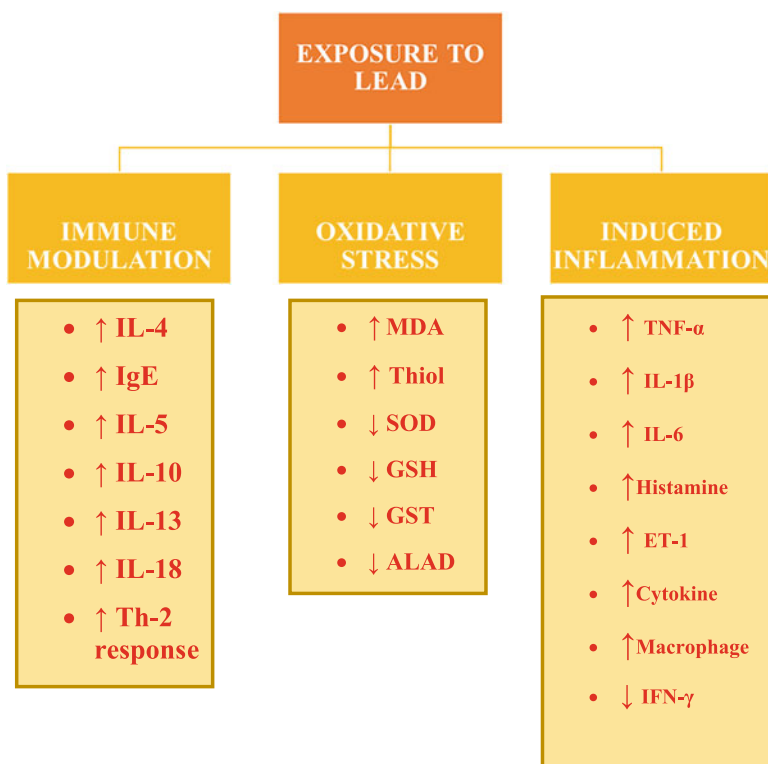 EXPOSURE TO
LEAD
IMMUNE
MODULATION
• ↑ IL-4
• ↑ IgE
• ↑ IL-5
• ↑ IL-10
• ↑ IL-13
• ↑ IL-18
• ↑ Th-2
response
OXIDATIVE
STRESS
• ↑ MDA
• ↑ Thiol
• ↓ SOD
• ↓ GSH
• ↓ GST
• ↓ ALAD
INDUCED
INFLAMMATION
• ↑ TNF-α
• ↑ IL-1β
• ↑ IL-6
• ↑Histamine
• ↑ ET-1
• ↑Cytokine
• ↑Macrophage
• ↓ IFN-γ